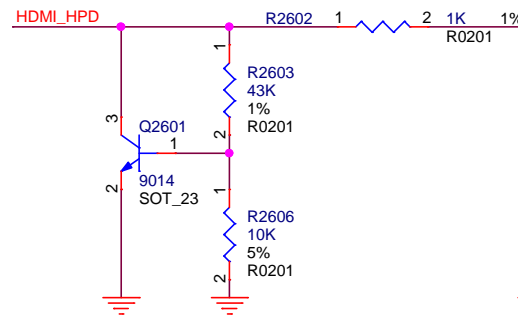 HDMI_HPD
R2602
1
2
1K
1%
R0201
1
R2603
43K
1%
R0201
2
3
Q2601
1
2
9014
SOT_23
1
R2606
10K
5%
R0201
2